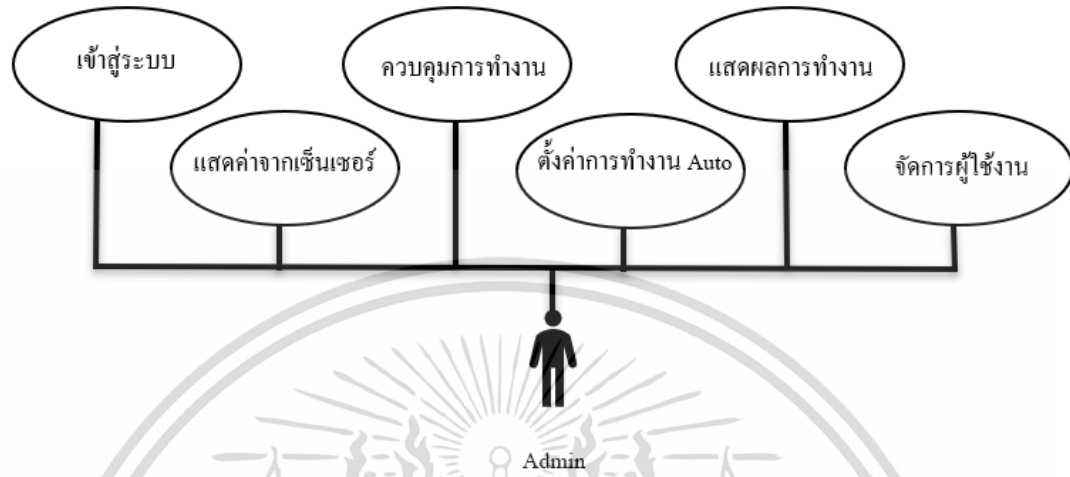 เข้าสู่ระบบ
ควบคุมการทำงาน
แสดผลการทำงาน
แสดค่าจากเซ็นเซอร์
ตั้งค่าการทำงาน Auto
จัดการผู้ใช้งาน
Admin